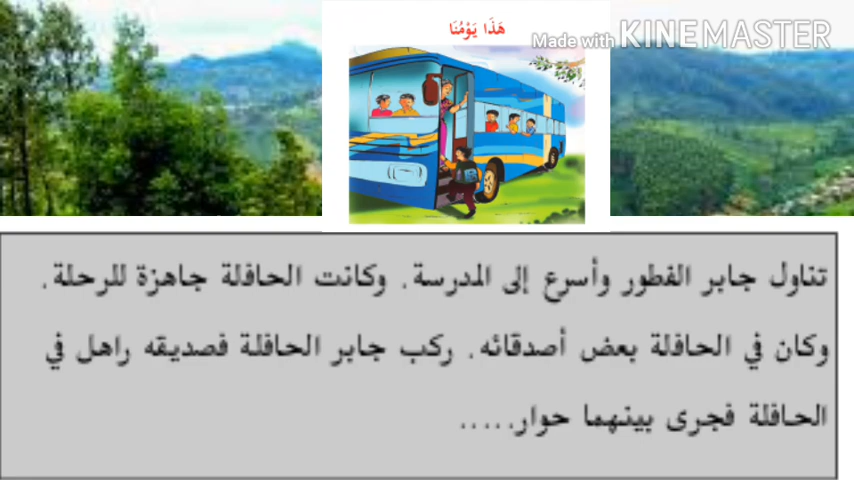 هَذَا يَوْمُنَا
Made with KINEMASTER
تناول جابر الفطور وأسرع إلى المدرسة. وكانت الحافلة جاهزة للرحلة.
وكان في الحافلة بعض أصدقائه. ركب جابر الحافلة فصديقه راهل في
الحافلة فجرى بينهما حوار.....